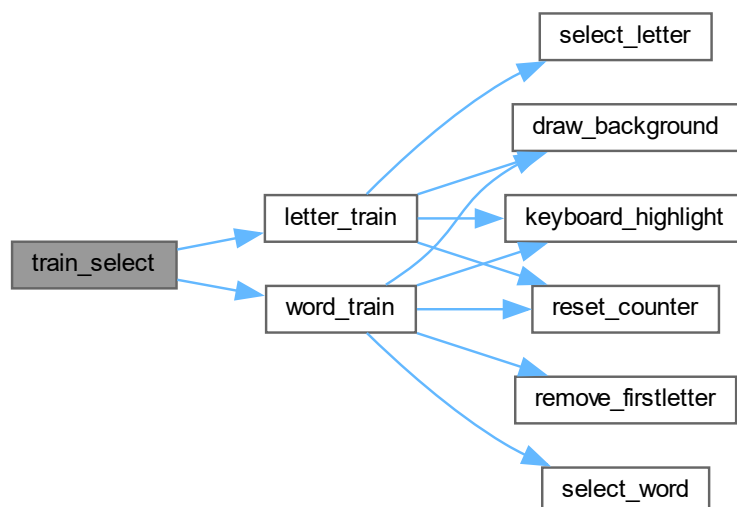 select_letter
draw_background
letter_train
keyboard_highlight
train_select
word_train
reset_counter
remove_firstletter
select_word